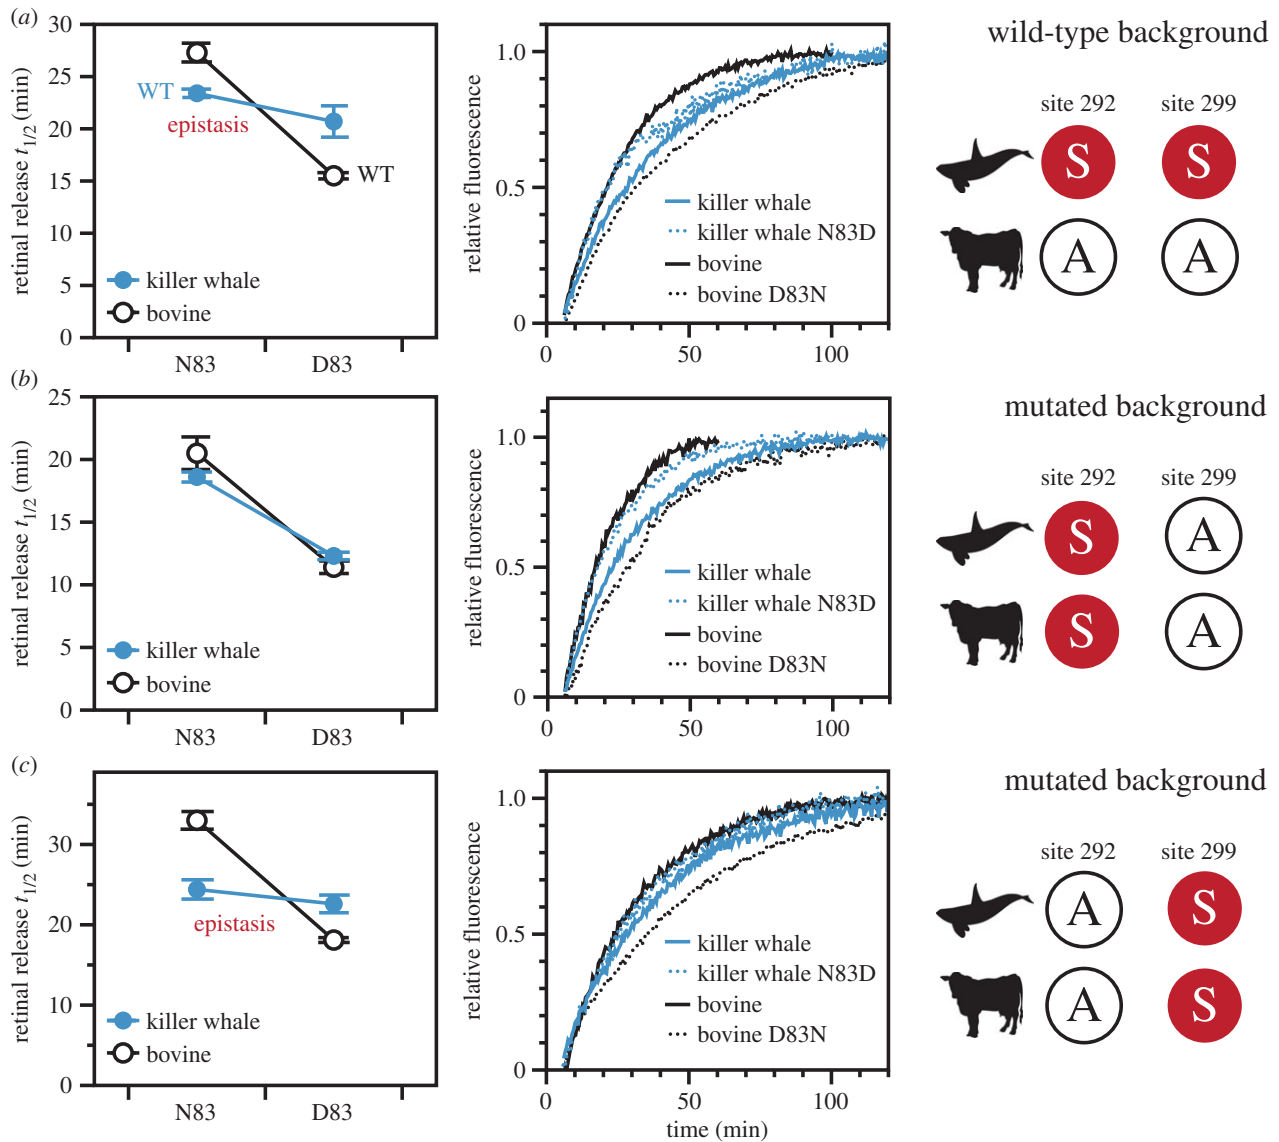 (a)
retinal release t1/2 (min)
30
25
20
15
10
5
0
WT
epistasis
WT
killer whale
bovine
N83
D83
relative fluorescence
1.0
0.5
0
killer whale
killer whale N83D
bovine
bovine D83N
0
50
100
wild-type background
site 292
site 299
S
S
A
A
(b)
retinal release t1/2 (min)
25
20
15
10
5
0
killer whale
bovine
N83
D83
relative fluorescence
1.0
0.5
0
killer whale
killer whale N83D
bovine
bovine D83N
0
50
100
mutated background
site 292
site 299
S
A
S
A
(c)
retinal release t1/2 (min)
30
20
10
0
epistasis
killer whale
bovine
N83
D83
relative fluorescence
1.0
0.5
0
killer whale
killer whale N83D
bovine
bovine D83N
0
50
100
time (min)
mutated background
site 292
site 299
A
S
A
S